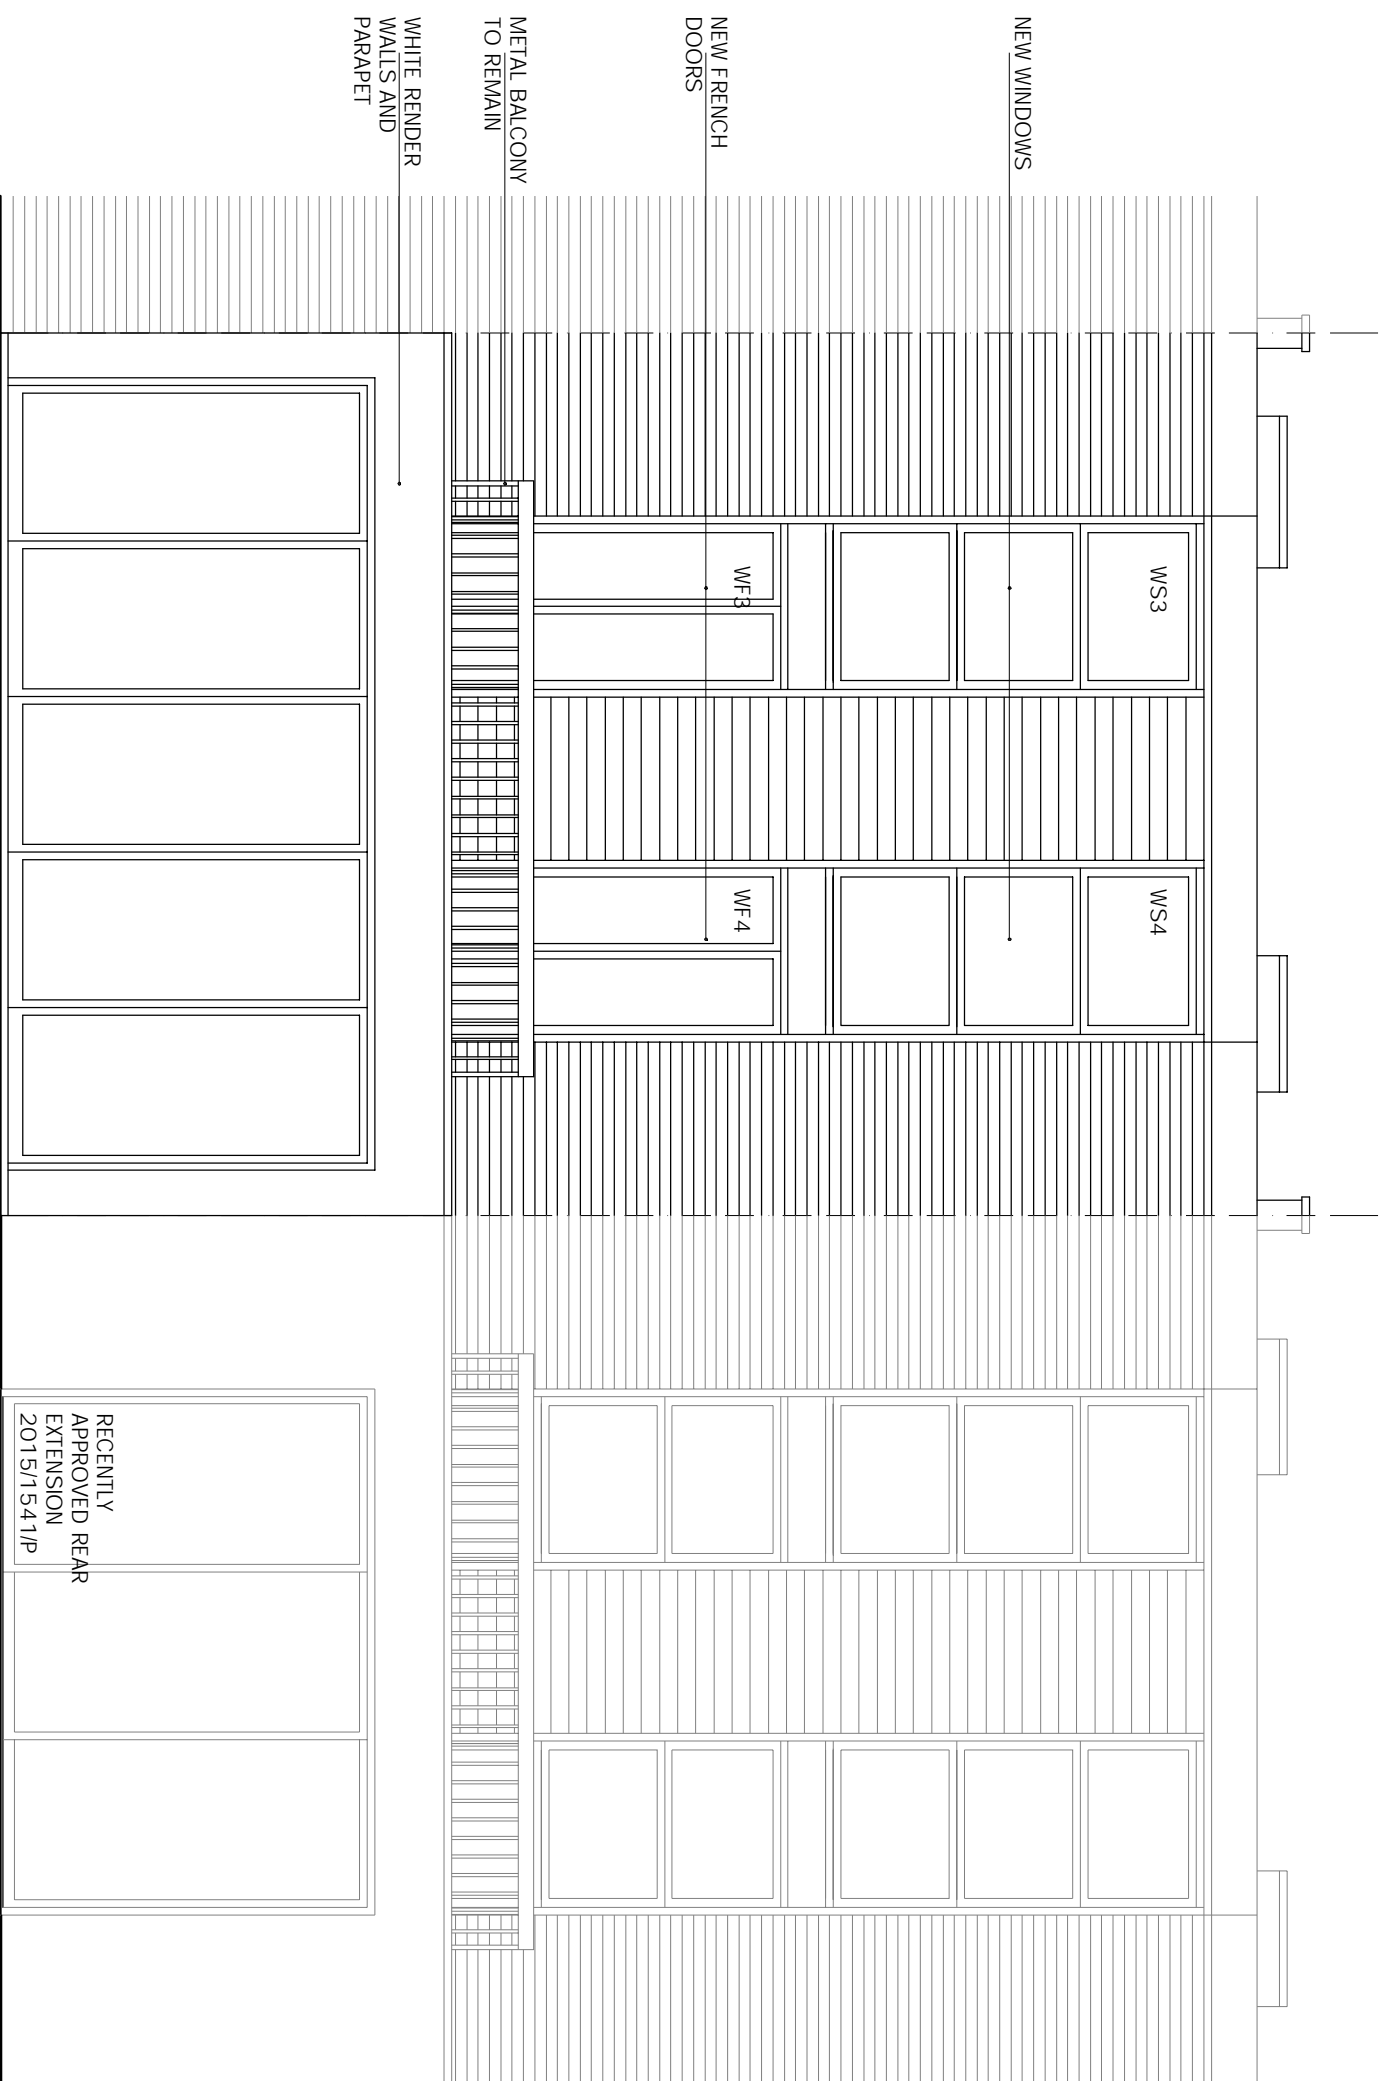 NEW WINDOWS
NEW FRENCH
DOORS
METAL BALCONY
TO REMAIN
WHITE RENDER
WALLS AND
PARAPET
WS3
WS4
WF3
WF4
RECENTLY
APPROVED REAR
EXTENSION
2015/1541/P